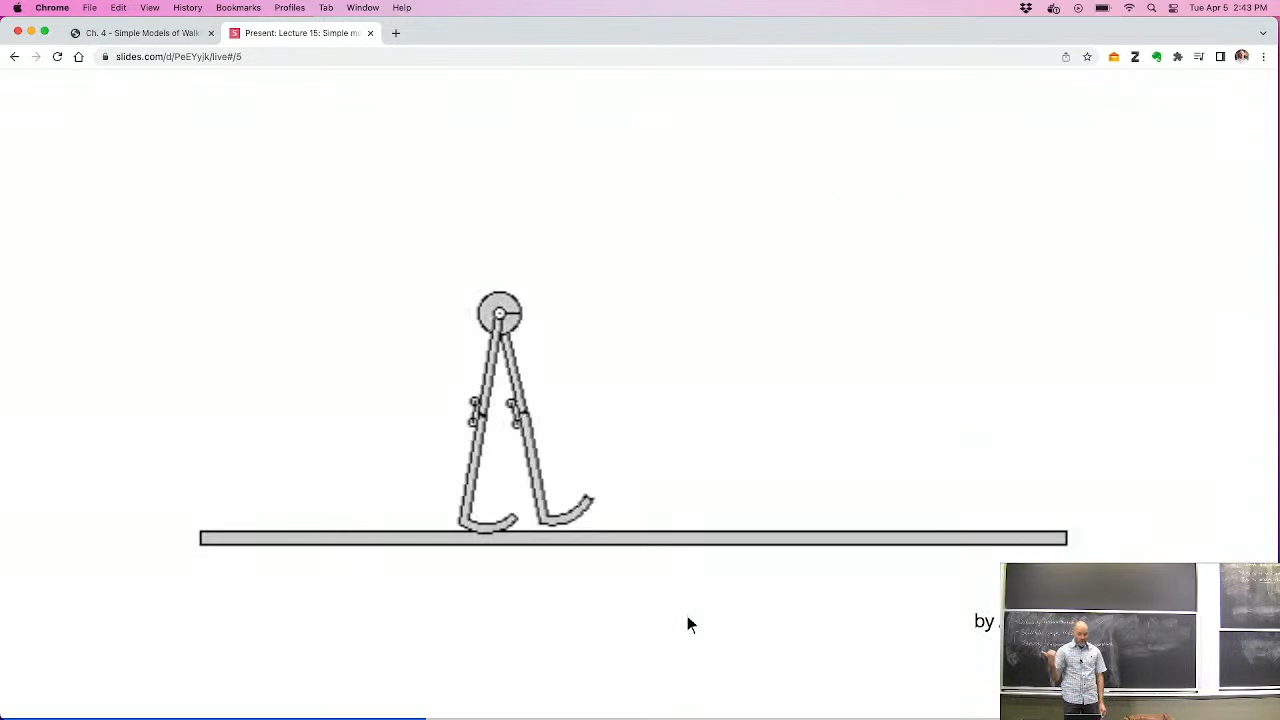 Chrome File Edit View History Bookmarks Profiles Tab Window Help Tue Apr 5 2:43 PM
Ch. 4 - Simple Models of Walk Present: Lecture 15: Simple mo
slides.com/d/PeEYyjk/live#/5
by